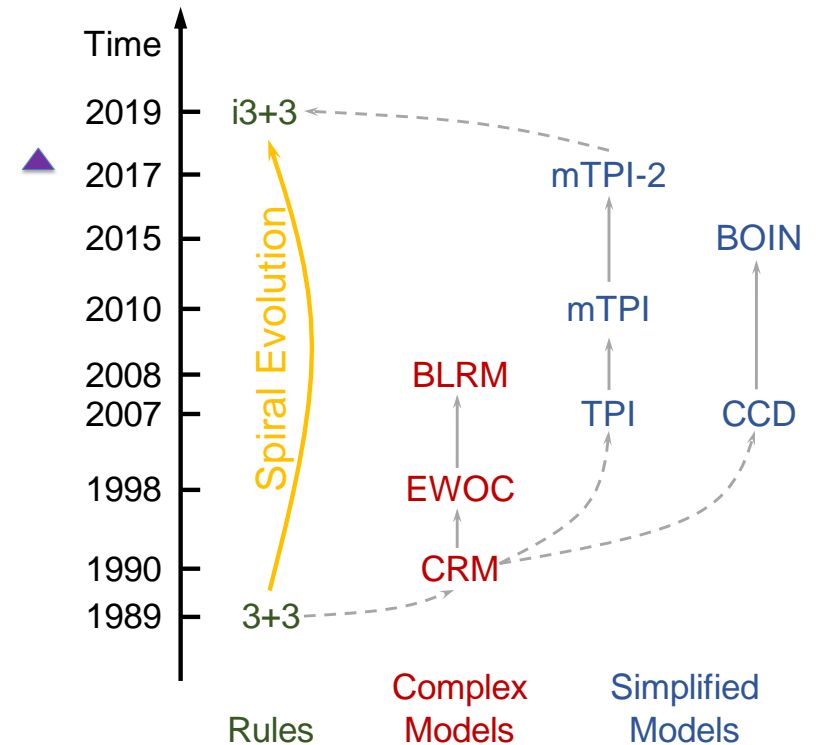 Time
2019
i3+3
2017
mTPI-2
2015
BOIN
2010
mTPI
Spiral Evolution
2008
BLRM
2007
TPI
CCD
1998
EWOC
1990
CRM
1989
3+3
Rules
Complex
Models
Simplified
Models